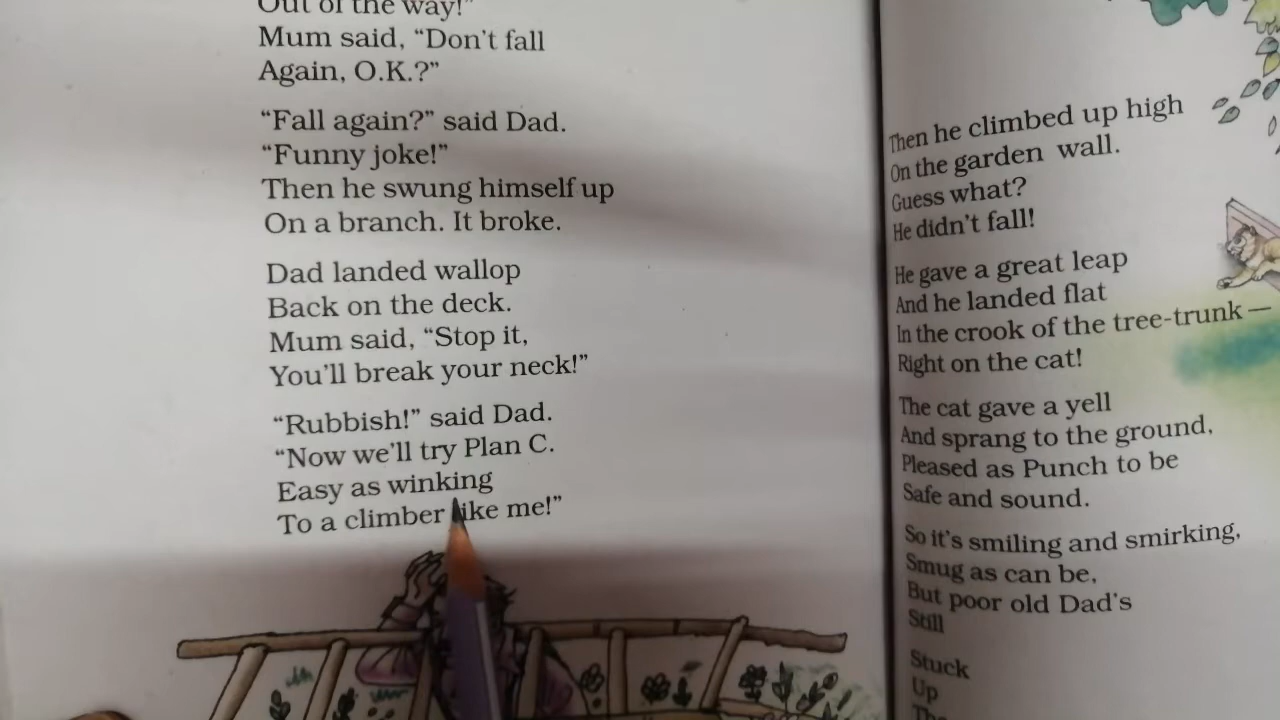 Out of the way!"
Mum said, "Don't fall
Again, O.K.?"
"Fall again?" said Dad.
"Funny joke!"
Then he swung himself up
On a branch. It broke.
Dad landed wallop
Back on the deck.
Mum said, "Stop it,
You'll break your neck!"
"Rubbish!" said Dad.
"Now we'll try Plan C.
Easy as winking
To a climber like me!"
Then he climbed up high
On the garden wall.
Guess what?
He didn't fall!
He gave a great leap
And he landed flat
In the crook of the tree-trunk —
Right on the cat!
The cat gave a yell
And sprang to the ground,
Pleased as Punch to be
Safe and sound.
So it's smiling and smirking,
Smug as can be,
But poor old Dad's
Still
Stuck
Up
The